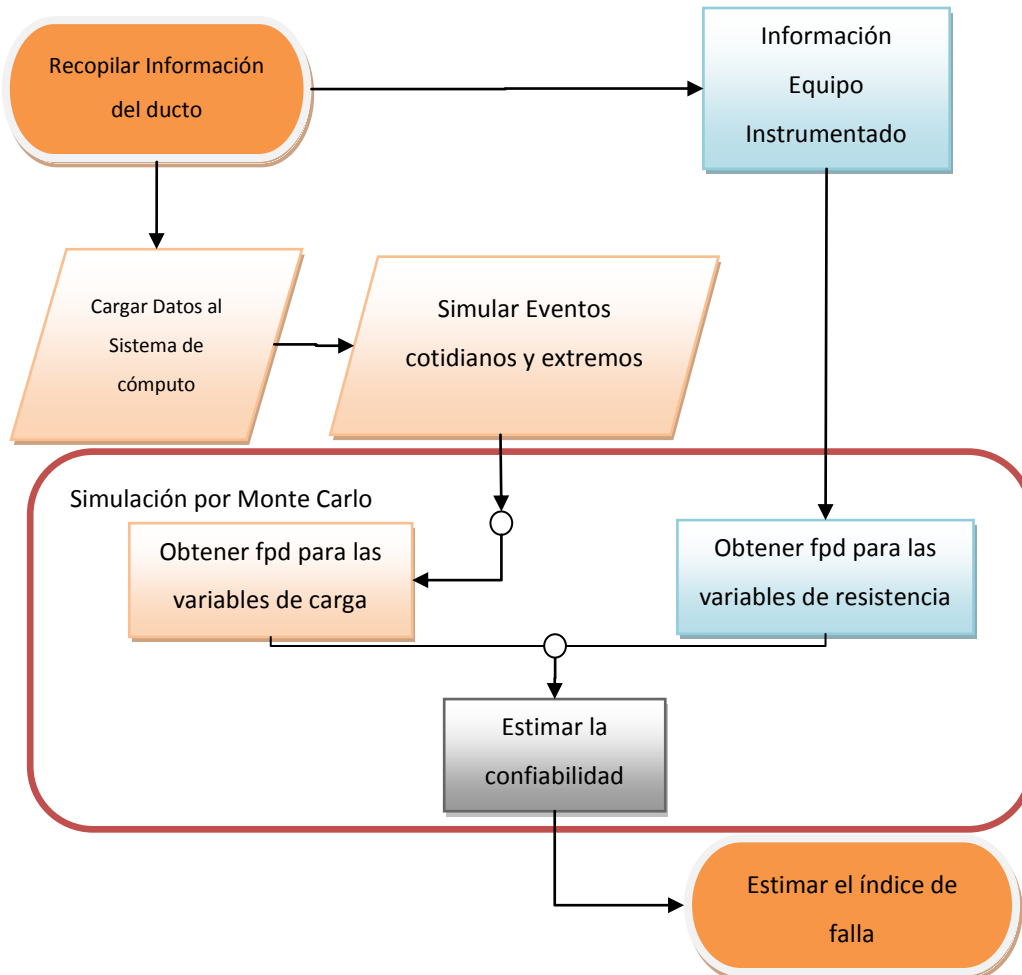 Recopilar Información
del ducto
Información
Equipo
Instrumentado
Cargar Datos al
Sistema de
cómputo
Simular Eventos
cotidianos y extremos
Simulación por Monte Carlo
Obtener fpd para las
variables de carga
Obtener fpd para las
variables de resistencia
Estimar la
confiabilidad
Estimar el índice de
falla